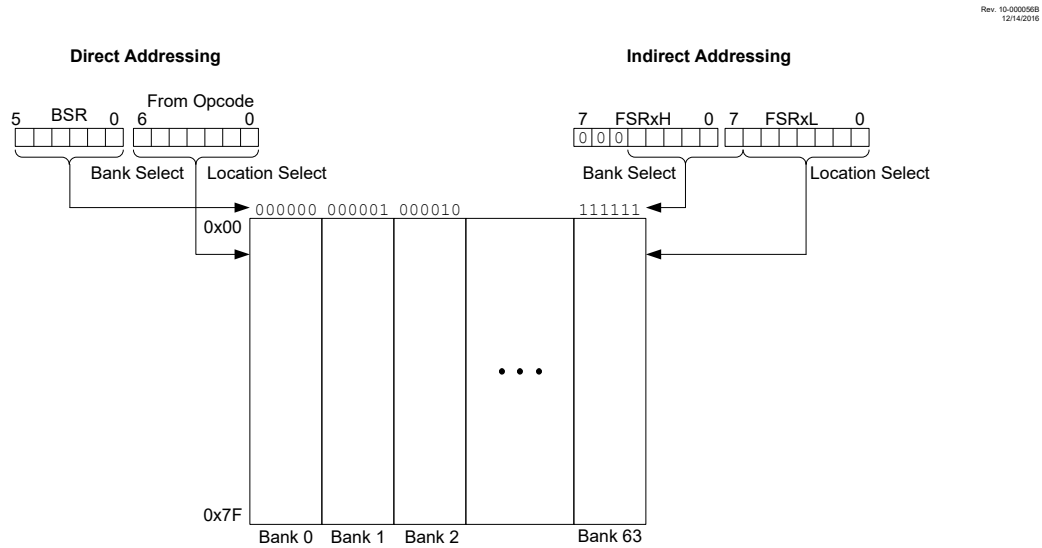 Rev. 10-000056B
12/14/2016
Direct Addressing
Indirect Addressing
From Opcode
5 BSR 0 6 0
7 FSRxH 0 7 FSRxL 0
0 0 0
Bank Select Location Select
Bank Select Location Select
000000 000001 000010 111111
0x00
0x7F
Bank 0 Bank 1 Bank 2 Bank 63